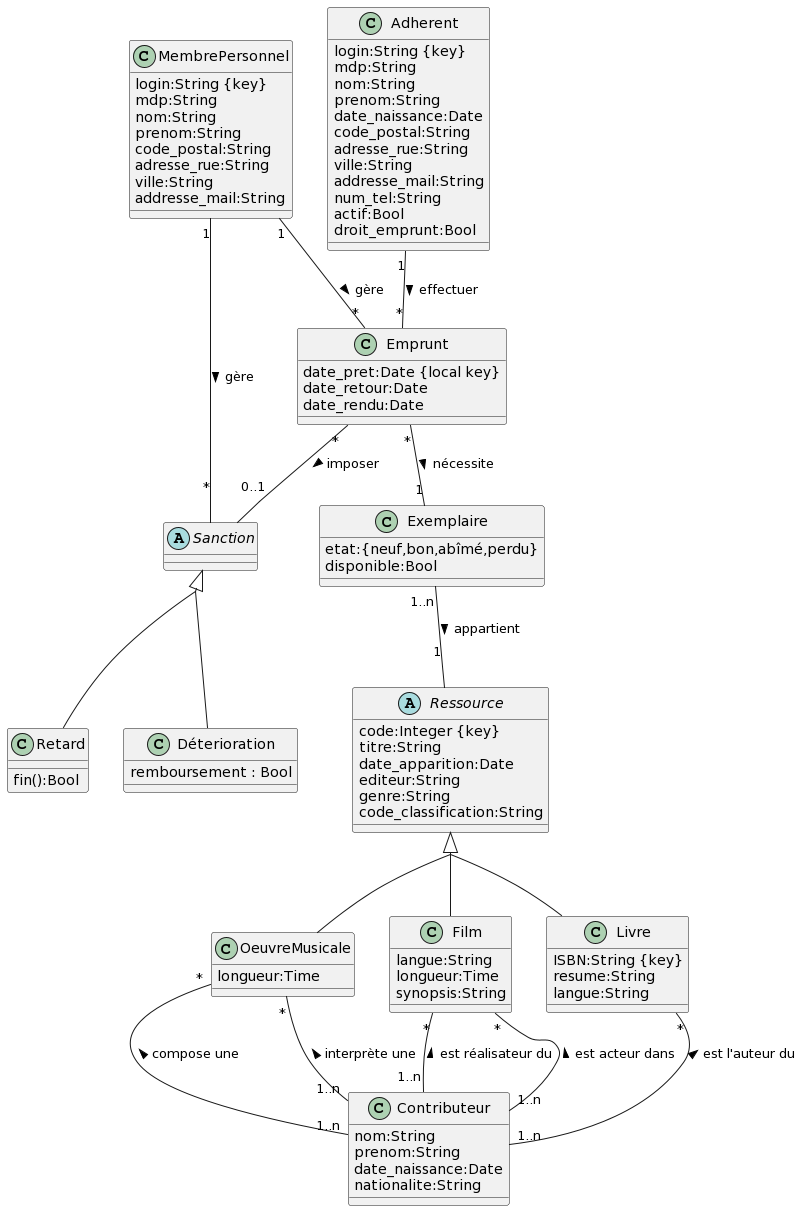 C Adherent
login:String {key}
mdp:String
nom:String
prenom:String
date_naissance:Date
code_postal:String
adresse_rue:String
ville:String
addresse_mail:String
num_tel:String
actif:Bool
droit_emprunt:Bool
C MembrePersonnel
login:String {key}
mdp:String
nom:String
prenom:String
code_postal:String
adresse_rue:String
ville:String
addresse_mail:String
1
1
1
gère
effectuer
*
*
C Emprunt
date_pret:Date {local key}
date_retour:Date
date_rendu:Date
gère
*
*
imposer
nécessite
*
0..1
1
A Sanction
C Exemplaire
etat:{neuf,bon,abîmé,perdu}
disponible:Bool
1..n
appartient
1
A Ressource
code:Integer {key}
titre:String
date_apparition:Date
editeur:String
genre:String
code_classification:String
C Retard
fin():Bool
C Déterioration
remboursement : Bool
C OeuvreMusicale
longueur:Time
C Film
langue:String
longueur:Time
synopsis:String
C Livre
ISBN:String {key}
resume:String
langue:String
*
*
*
*
*
compose une
interprète une
est réalisateur du
est acteur dans
est l'auteur du
1..n
1..n
1..n
1..n
1..n
C Contributeur
nom:String
prenom:String
date_naissance:Date
nationalite:String